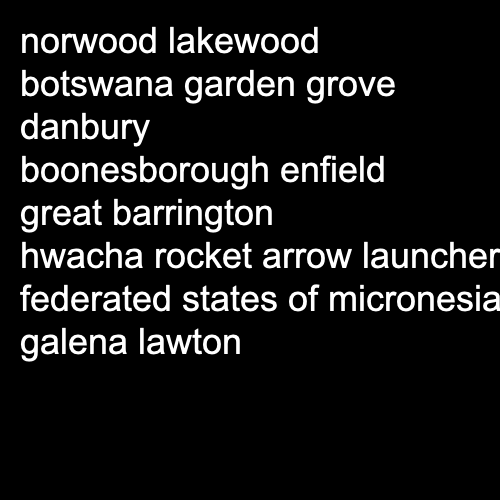 norwood lakewood
botswana garden grove
danbury
boonesborough enfield
great barrington
hwacha rocket arrow launcher
federated states of micronesia
galena lawton